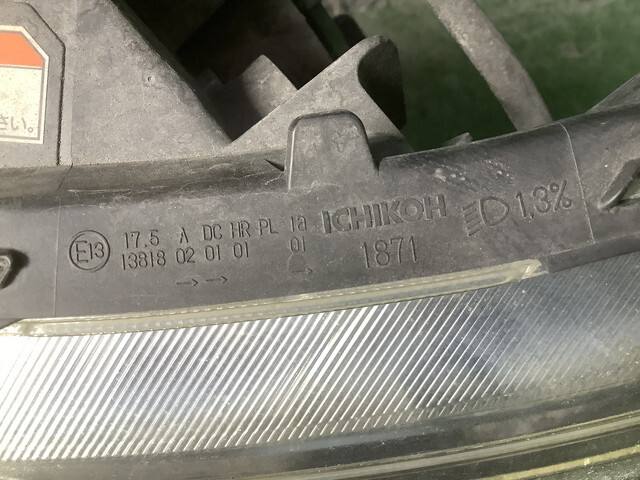 さい。
E13
17.5 A DC HR PL 1a
13818 02 01 01 01
ICHIKOH
1871
1,3%